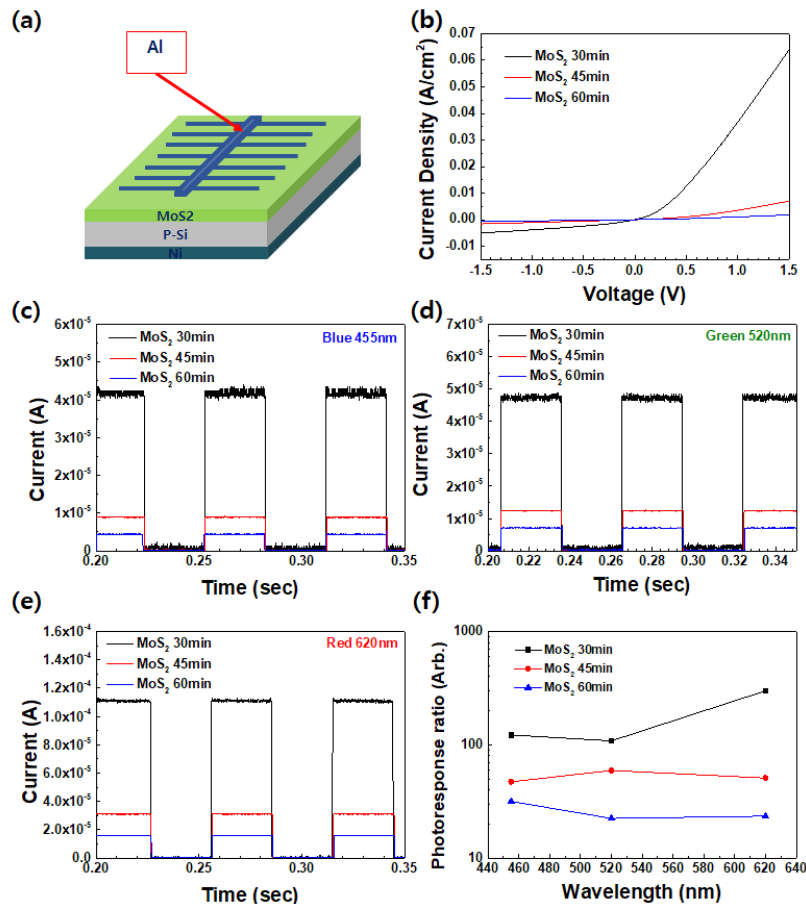 (a)
Al
MoS2
P-Si
Ni
(b)
Current Density (A/cm²)
0.07
0.06
0.05
0.04
0.03
0.02
0.01
0.00
-0.01
MoS₂ 30min
MoS₂ 45min
MoS₂ 60min
-1.5 -1.0 -0.5 0.0 0.5 1.0 1.5
Voltage (V)
(c)
Current (A)
6x10⁻⁵
5x10⁻⁵
4x10⁻⁵
3x10⁻⁵
2x10⁻⁵
1x10⁻⁵
0
MoS₂ 30min
MoS₂ 45min
MoS₂ 60min
Blue 455nm
0.20 0.25 0.30 0.35
Time (sec)
(d)
Current (A)
7x10⁻⁵
6x10⁻⁵
5x10⁻⁵
4x10⁻⁵
3x10⁻⁵
2x10⁻⁵
1x10⁻⁵
0
MoS₂ 30min
MoS₂ 45min
MoS₂ 60min
Green 520nm
0.20 0.22 0.24 0.26 0.28 0.30 0.32 0.34
Time (sec)
(e)
Current (A)
1.6x10⁻⁴
1.4x10⁻⁴
1.2x10⁻⁴
1.0x10⁻⁴
8.0x10⁻⁵
6.0x10⁻⁵
4.0x10⁻⁵
2.0x10⁻⁵
0.0
MoS₂ 30min
MoS₂ 45min
MoS₂ 60min
Red 620nm
0.20 0.25 0.30 0.35
Time (sec)
(f)
Photoresponse ratio (Arb.)
1000
100
10
MoS₂ 30min
MoS₂ 45min
MoS₂ 60min
440 460 480 500 520 540 560 580 600 620 640
Wavelength (nm)